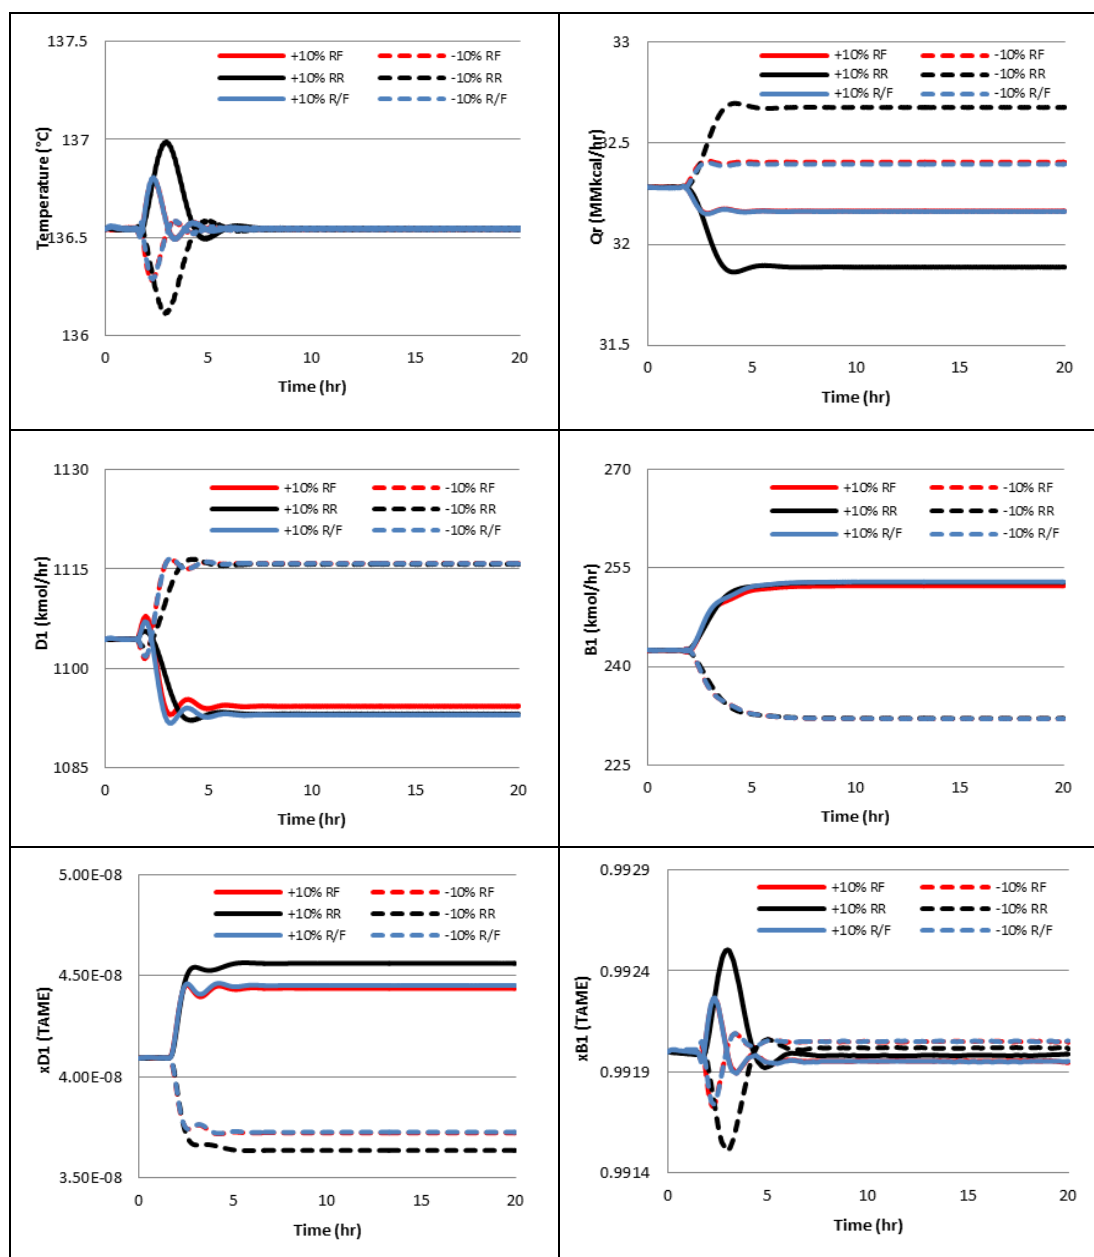 137.5
137
136.5
136
Temperature (°C)
+10% RF -10% RF
+10% RR -10% RR
+10% R/F -10% R/F
0 5 10 15 20
Time (hr)
33
32.5
32
31.5
Qr (MMkcal/hr)
+10% RF -10% RF
+10% RR -10% RR
+10% R/F -10% R/F
0 5 10 15 20
Time (hr)
1130
1115
1100
1085
D1 (kmol/hr)
+10% RF -10% RF
+10% RR -10% RR
+10% R/F -10% R/F
0 5 10 15 20
Time (hr)
270
255
240
225
B1 (kmol/hr)
+10% RF -10% RF
+10% RR -10% RR
+10% R/F -10% R/F
0 5 10 15 20
Time (hr)
5.00E-08
4.50E-08
4.00E-08
3.50E-08
xD1 (TAME)
+10% RF -10% RF
+10% RR -10% RR
+10% R/F -10% R/F
0 5 10 15 20
Time (hr)
0.9929
0.9924
0.9919
0.9914
xB1 (TAME)
+10% RF -10% RF
+10% RR -10% RR
+10% R/F -10% R/F
0 5 10 15 20
Time (hr)